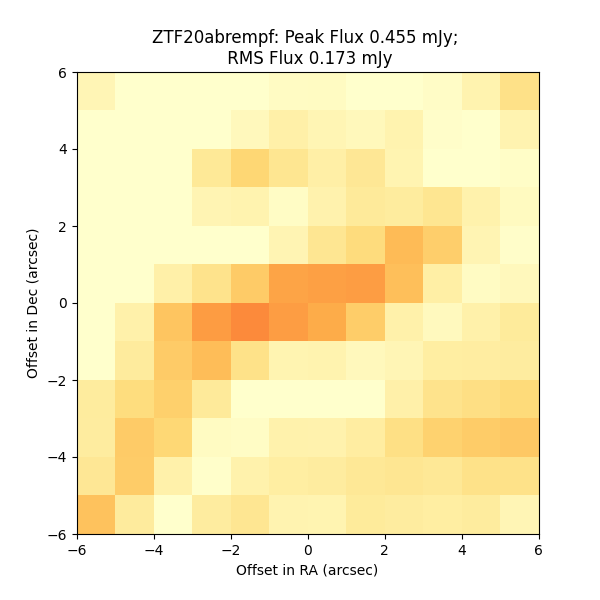 ZTF20abrempf: Peak Flux 0.455 mJy;
RMS Flux 0.173 mJy
6
4
2
0
−2
−4
−6
Offset in Dec (arcsec)
−6 −4 −2 0 2 4 6
Offset in RA (arcsec)